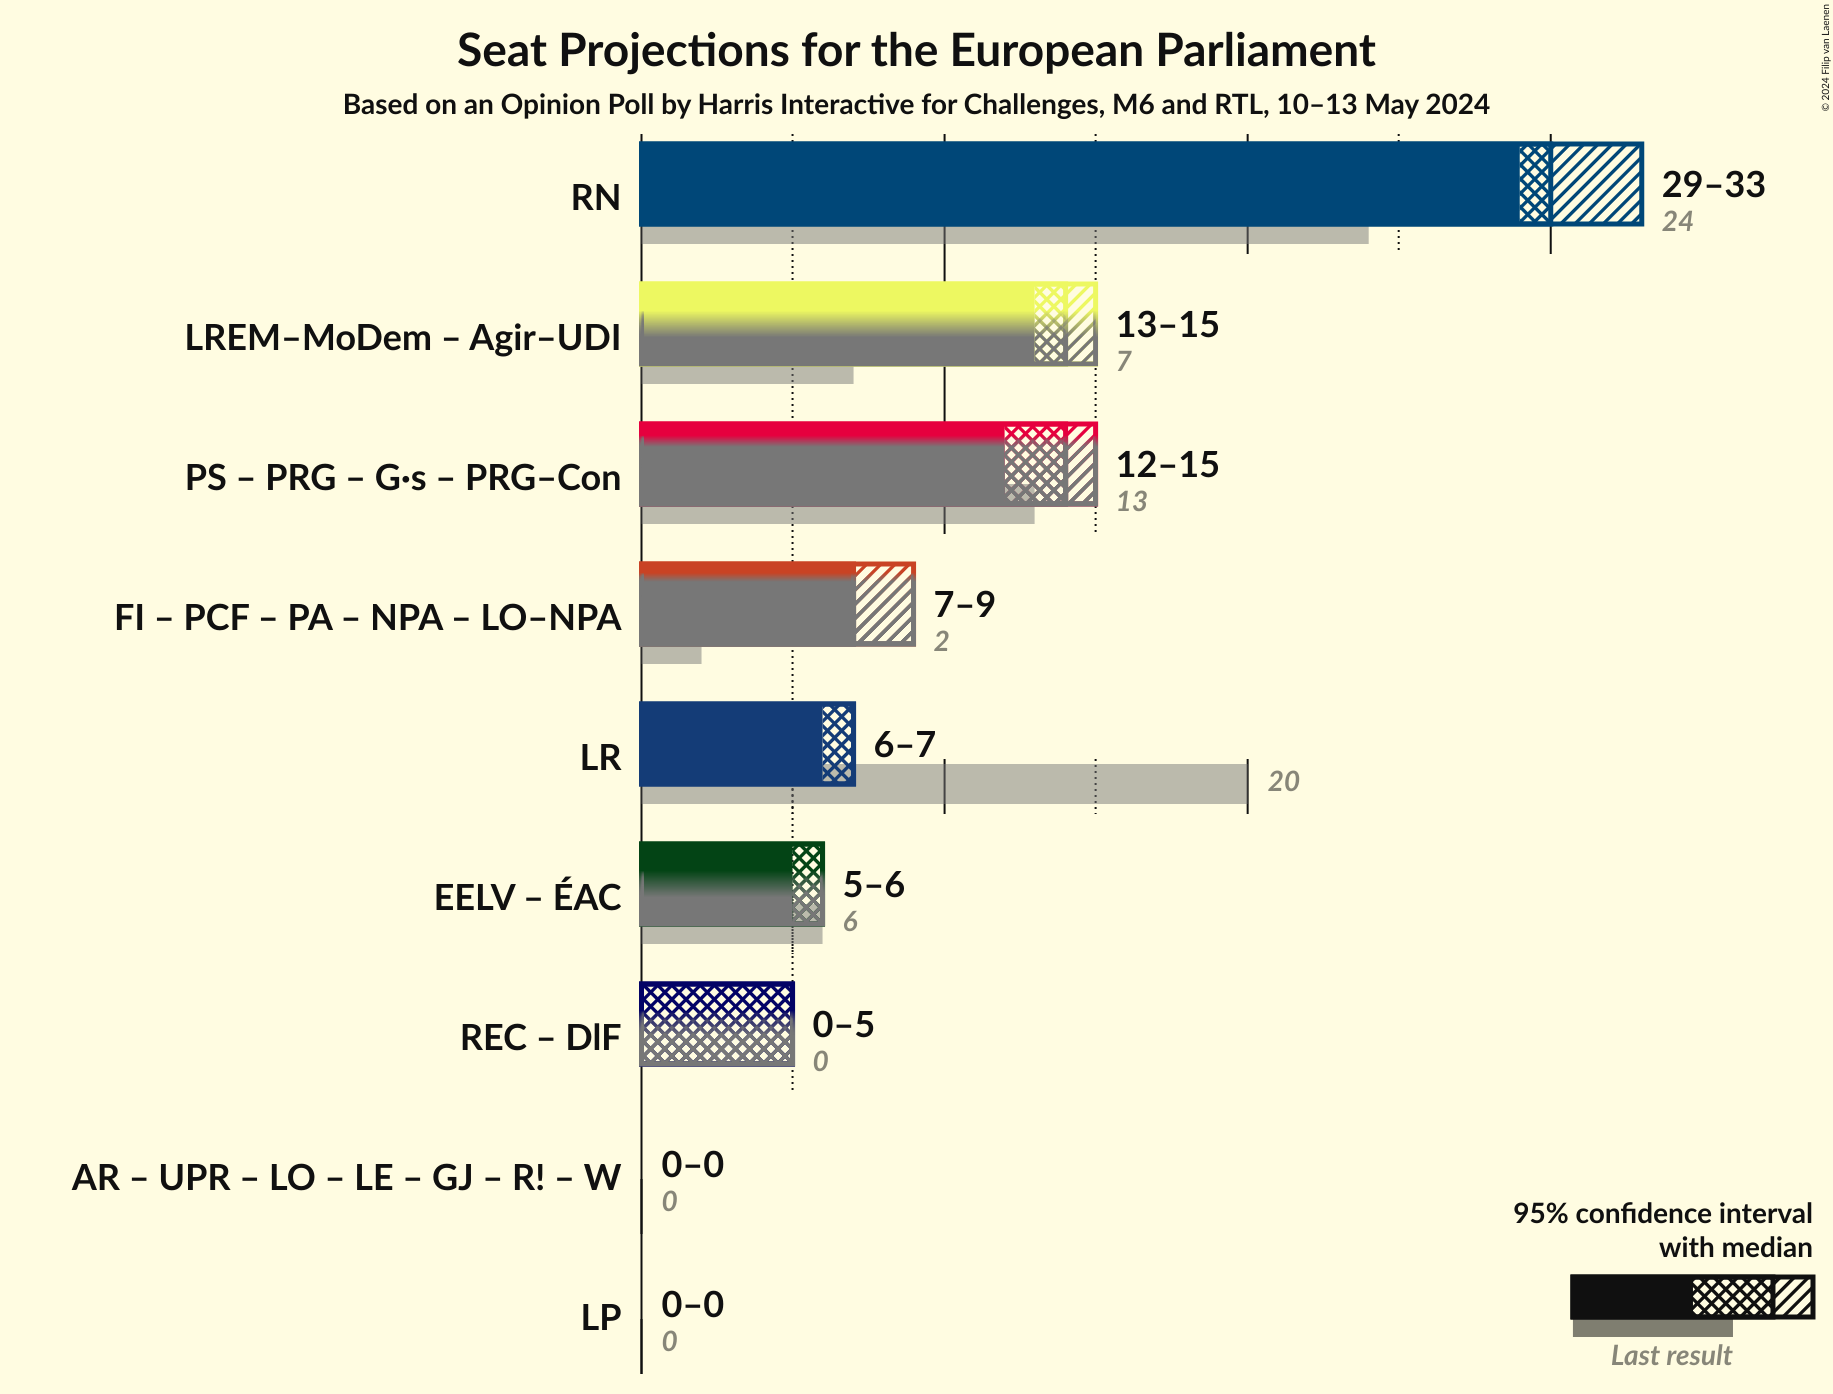 Seat Projections for the European Parliament
Based on an Opinion Poll by Harris Interactive for Challenges, M6 and RTL, 10–13 May 2024
© 2024 Filip van Laenen
RN
29–33
24
LREM–MoDem – Agir–UDI
13–15
7
PS – PRG – G·s – PRG–Con
12–15
13
FI – PCF – PA – NPA – LO–NPA
7–9
2
LR
6–7
20
EELV – ÉAC
5–6
6
REC – DlF
0–5
0
AR – UPR – LO – LE – GJ – R! – W
0–0
0
LP
0–0
0
95% confidence interval
with median
Last result